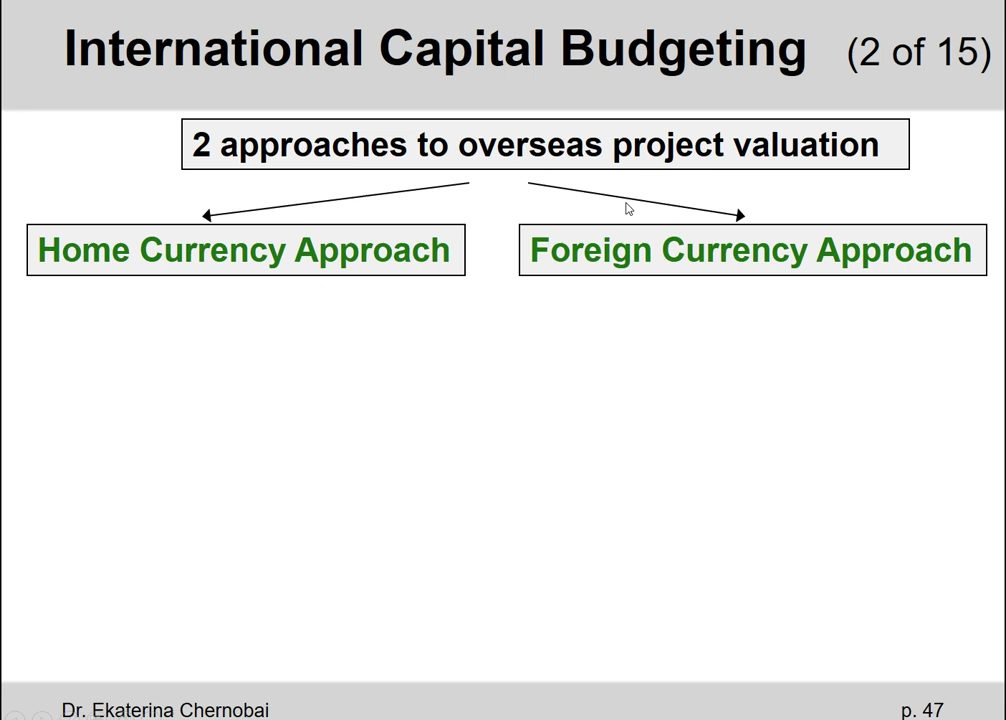 International Capital Budgeting (2 of 15)
2 approaches to overseas project valuation
Home Currency Approach
Foreign Currency Approach
Dr. Ekaterina Chernobai
p. 47